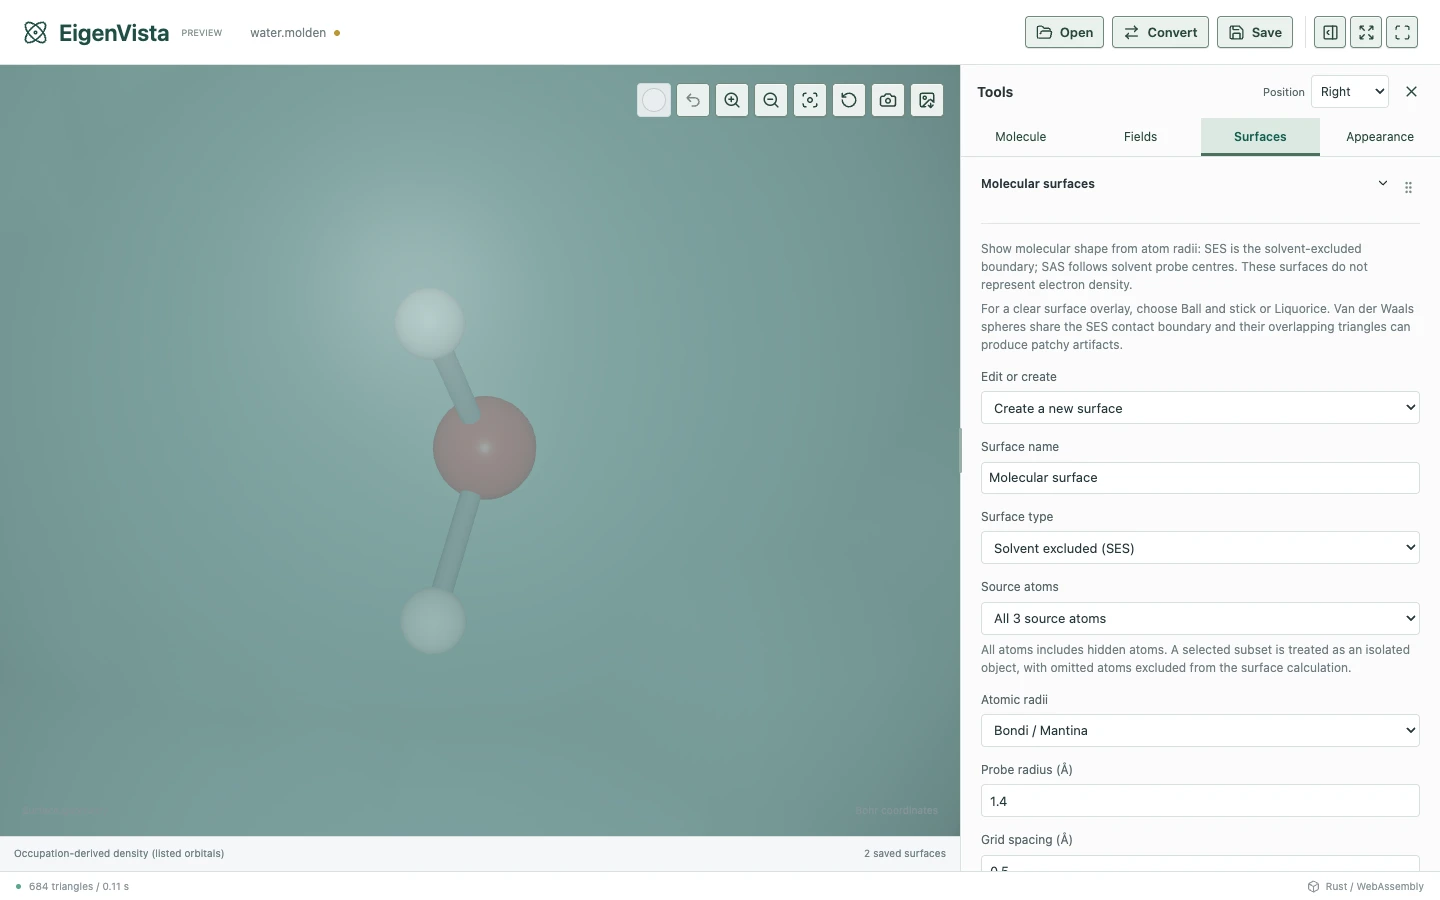 EigenVista PREVIEW water.molden
Open Convert Save
Tools Position Right
Molecule Fields Surfaces Appearance
Molecular surfaces
Show molecular shape from atom radii: SES is the solvent-excluded
boundary; SAS follows solvent probe centres. These surfaces do not
represent electron density.
For a clear surface overlay, choose Ball and stick or Liquorice. Van der Waals
spheres share the SES contact boundary and their overlapping triangles can
produce patchy artifacts.
Edit or create
Create a new surface
Surface name
Molecular surface
Surface type
Solvent excluded (SES)
Source atoms
All 3 source atoms
All atoms includes hidden atoms. A selected subset is treated as an isolated
object, with omitted atoms excluded from the surface calculation.
Atomic radii
Bondi / Mantina
Probe radius (Å)
1.4
Grid spacing (Å)
0.5
Bohr coordinates
Occupation-derived density (listed orbitals) 2 saved surfaces
684 triangles / 0.11 s Rust / WebAssembly